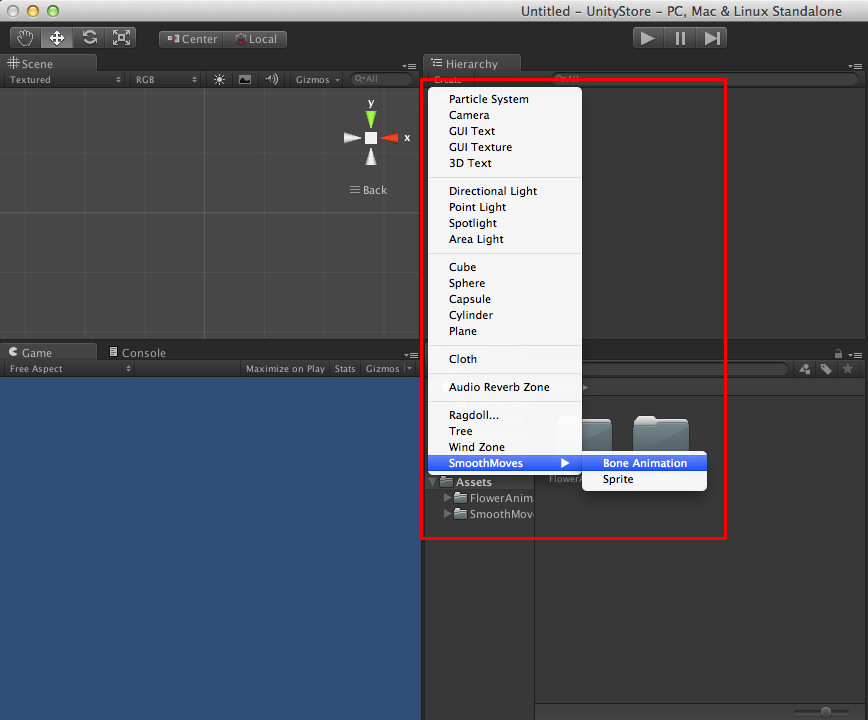 Untitled - UnityStore - PC, Mac & Linux Standalone
Center
Local
Scene
Textured
RGB
Gizmos
All
y
x
Back
Hierarchy
Create
All
Particle System
Camera
GUI Text
GUI Texture
3D Text
Directional Light
Point Light
Spotlight
Area Light
Cube
Sphere
Capsule
Cylinder
Plane
Cloth
Audio Reverb Zone
Ragdoll...
Tree
Wind Zone
SmoothMoves
Bone Animation
Sprite
Game
Console
Free Aspect
Maximize on Play
Stats
Gizmos
Assets
FlowerAnim
SmoothMov